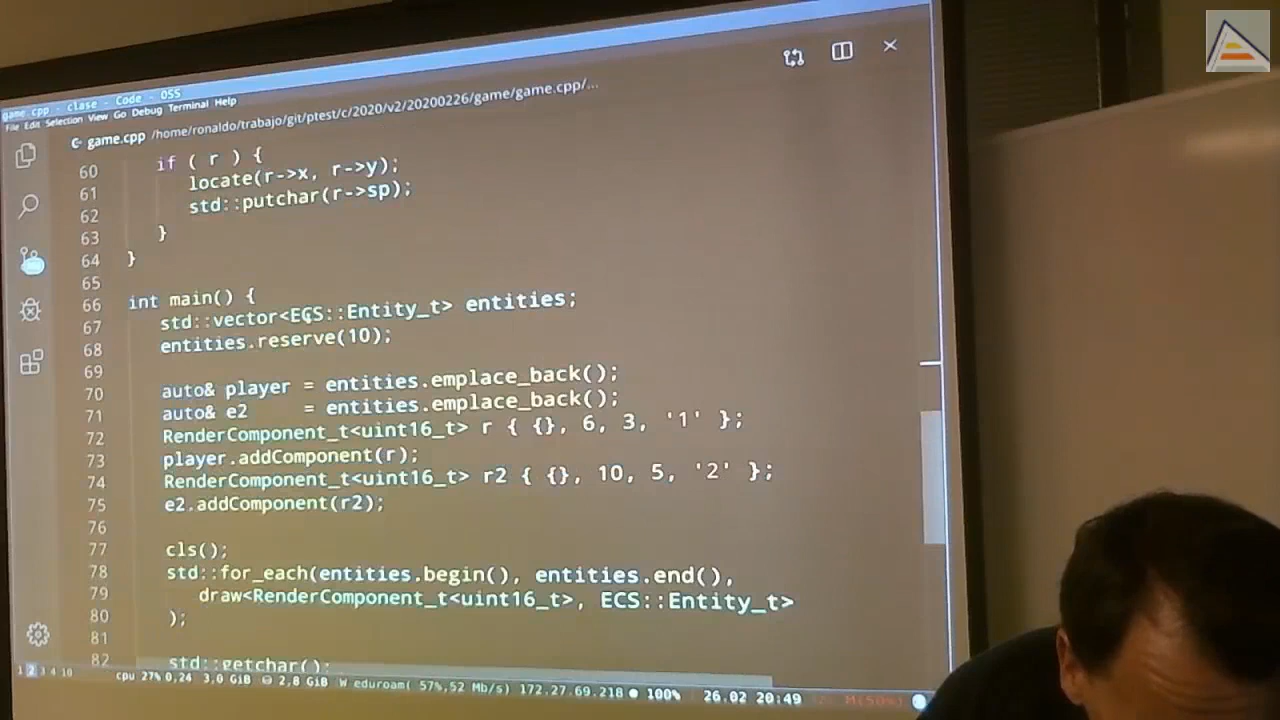 game.cpp - clase - Code - OSS
File Edit Selection View Go Debug Terminal Help
game.cpp /home/ronaldo/trabajo/git/ptest/c/2020/v2/20200226/game/game.cpp/...
60 if ( r ) {
61 locate(r->x, r->y);
62 std::putchar(r->sp);
63 }
64 }
65
66 int main() {
67 std::vector<ECS::Entity_t> entities;
68 entities.reserve(10);
69
70 auto& player = entities.emplace_back();
71 auto& e2 = entities.emplace_back();
72 RenderComponent_t<uint16_t> r { {}, 6, 3, '1' };
73 player.addComponent(r);
74 RenderComponent_t<uint16_t> r2 { {}, 10, 5, '2' };
75 e2.addComponent(r2);
76
77 cls();
78 std::for_each(entities.begin(), entities.end(),
79 draw<RenderComponent_t<uint16_t>, ECS::Entity_t>
80 );
81
82 std::getchar();
1 2 3 4 10 cpu 27% 0,24 3,0 GiB 2,8 GiB W eduroam( 57%,52 Mb/s) 172.27.69.218 100% 26.02 20:49 M(50%)